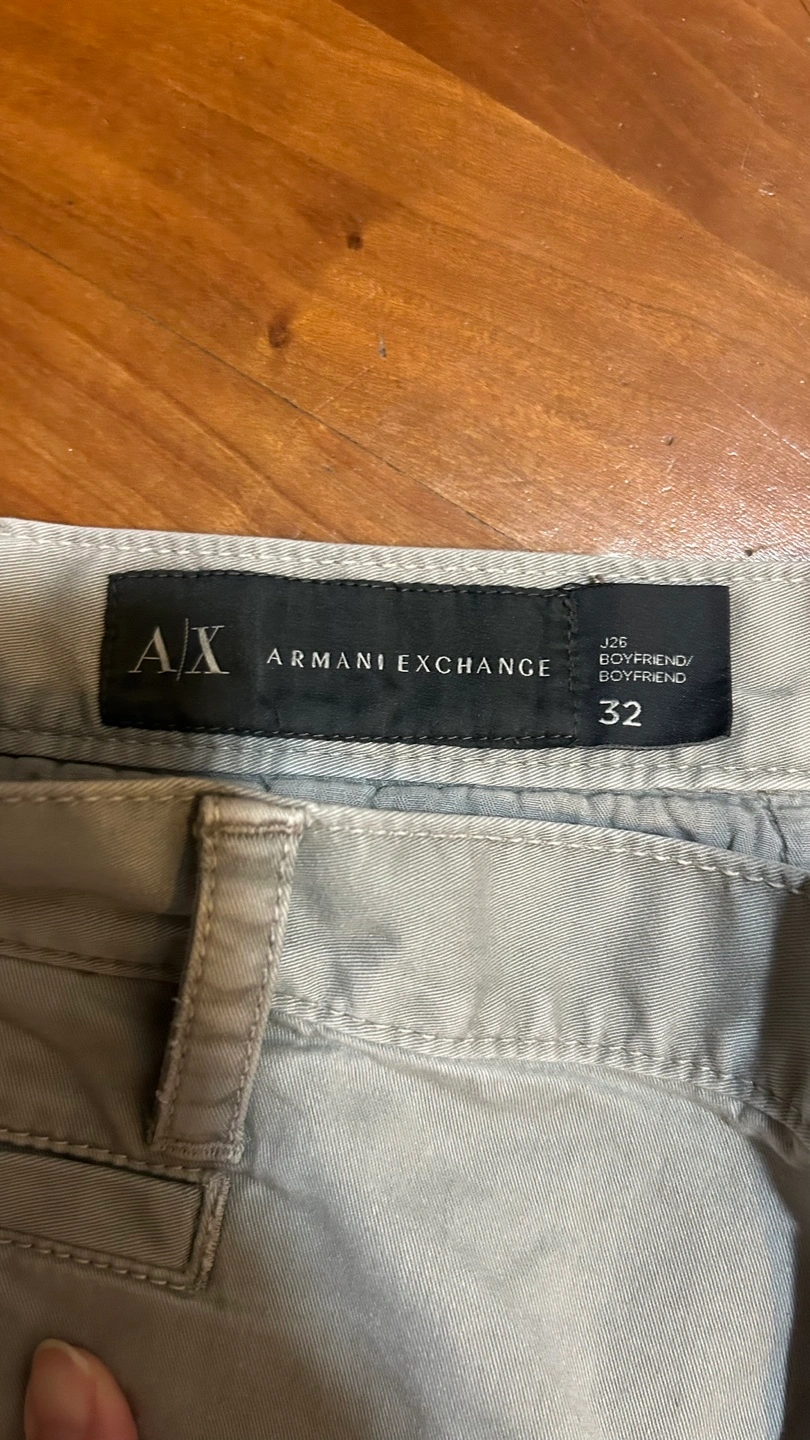 A|X ARMANI EXCHANGE
J26
BOYFRIEND/
BOYFRIEND
32